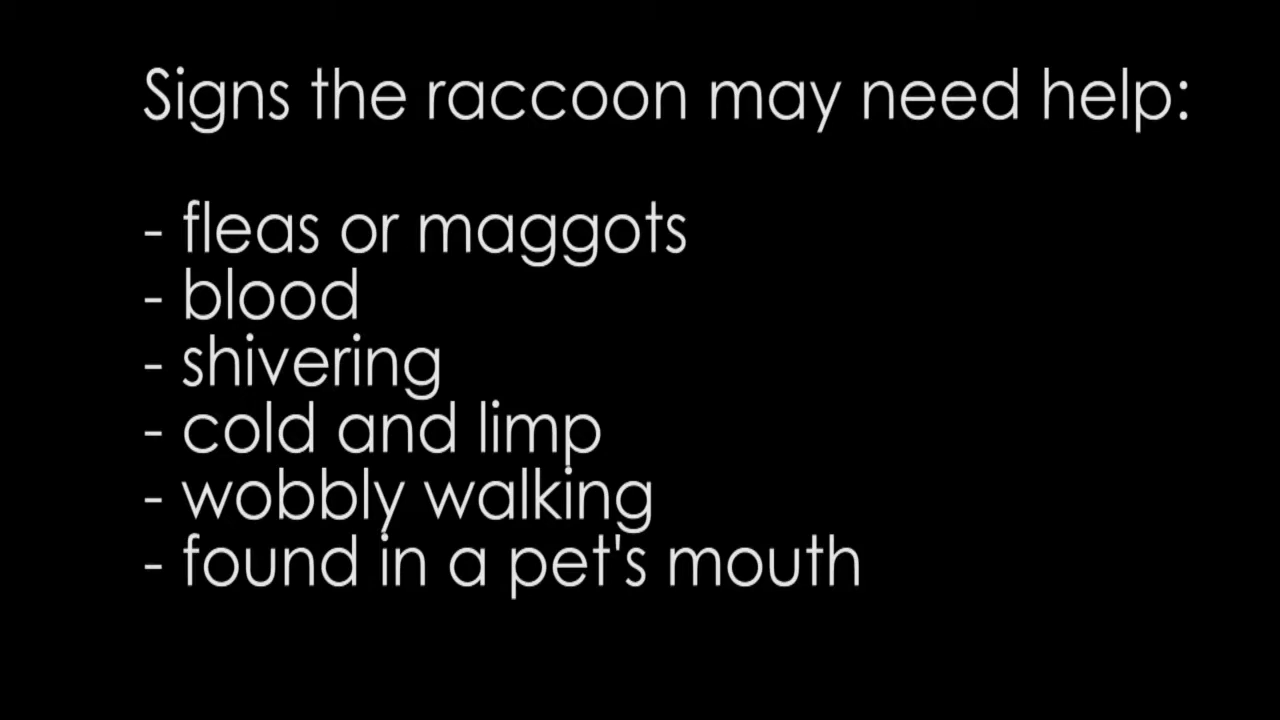 Signs the raccoon may need help:
- fleas or maggots
- blood
- shivering
- cold and limp
- wobbly walking
- found in a pet's mouth